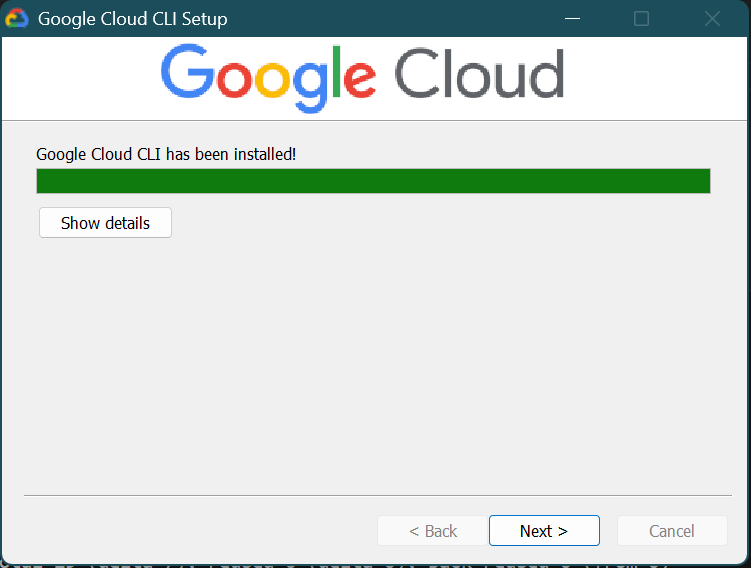 Google Cloud CLI Setup
Google Cloud
Google Cloud CLI has been installed!
Show details
< Back
Next >
Cancel